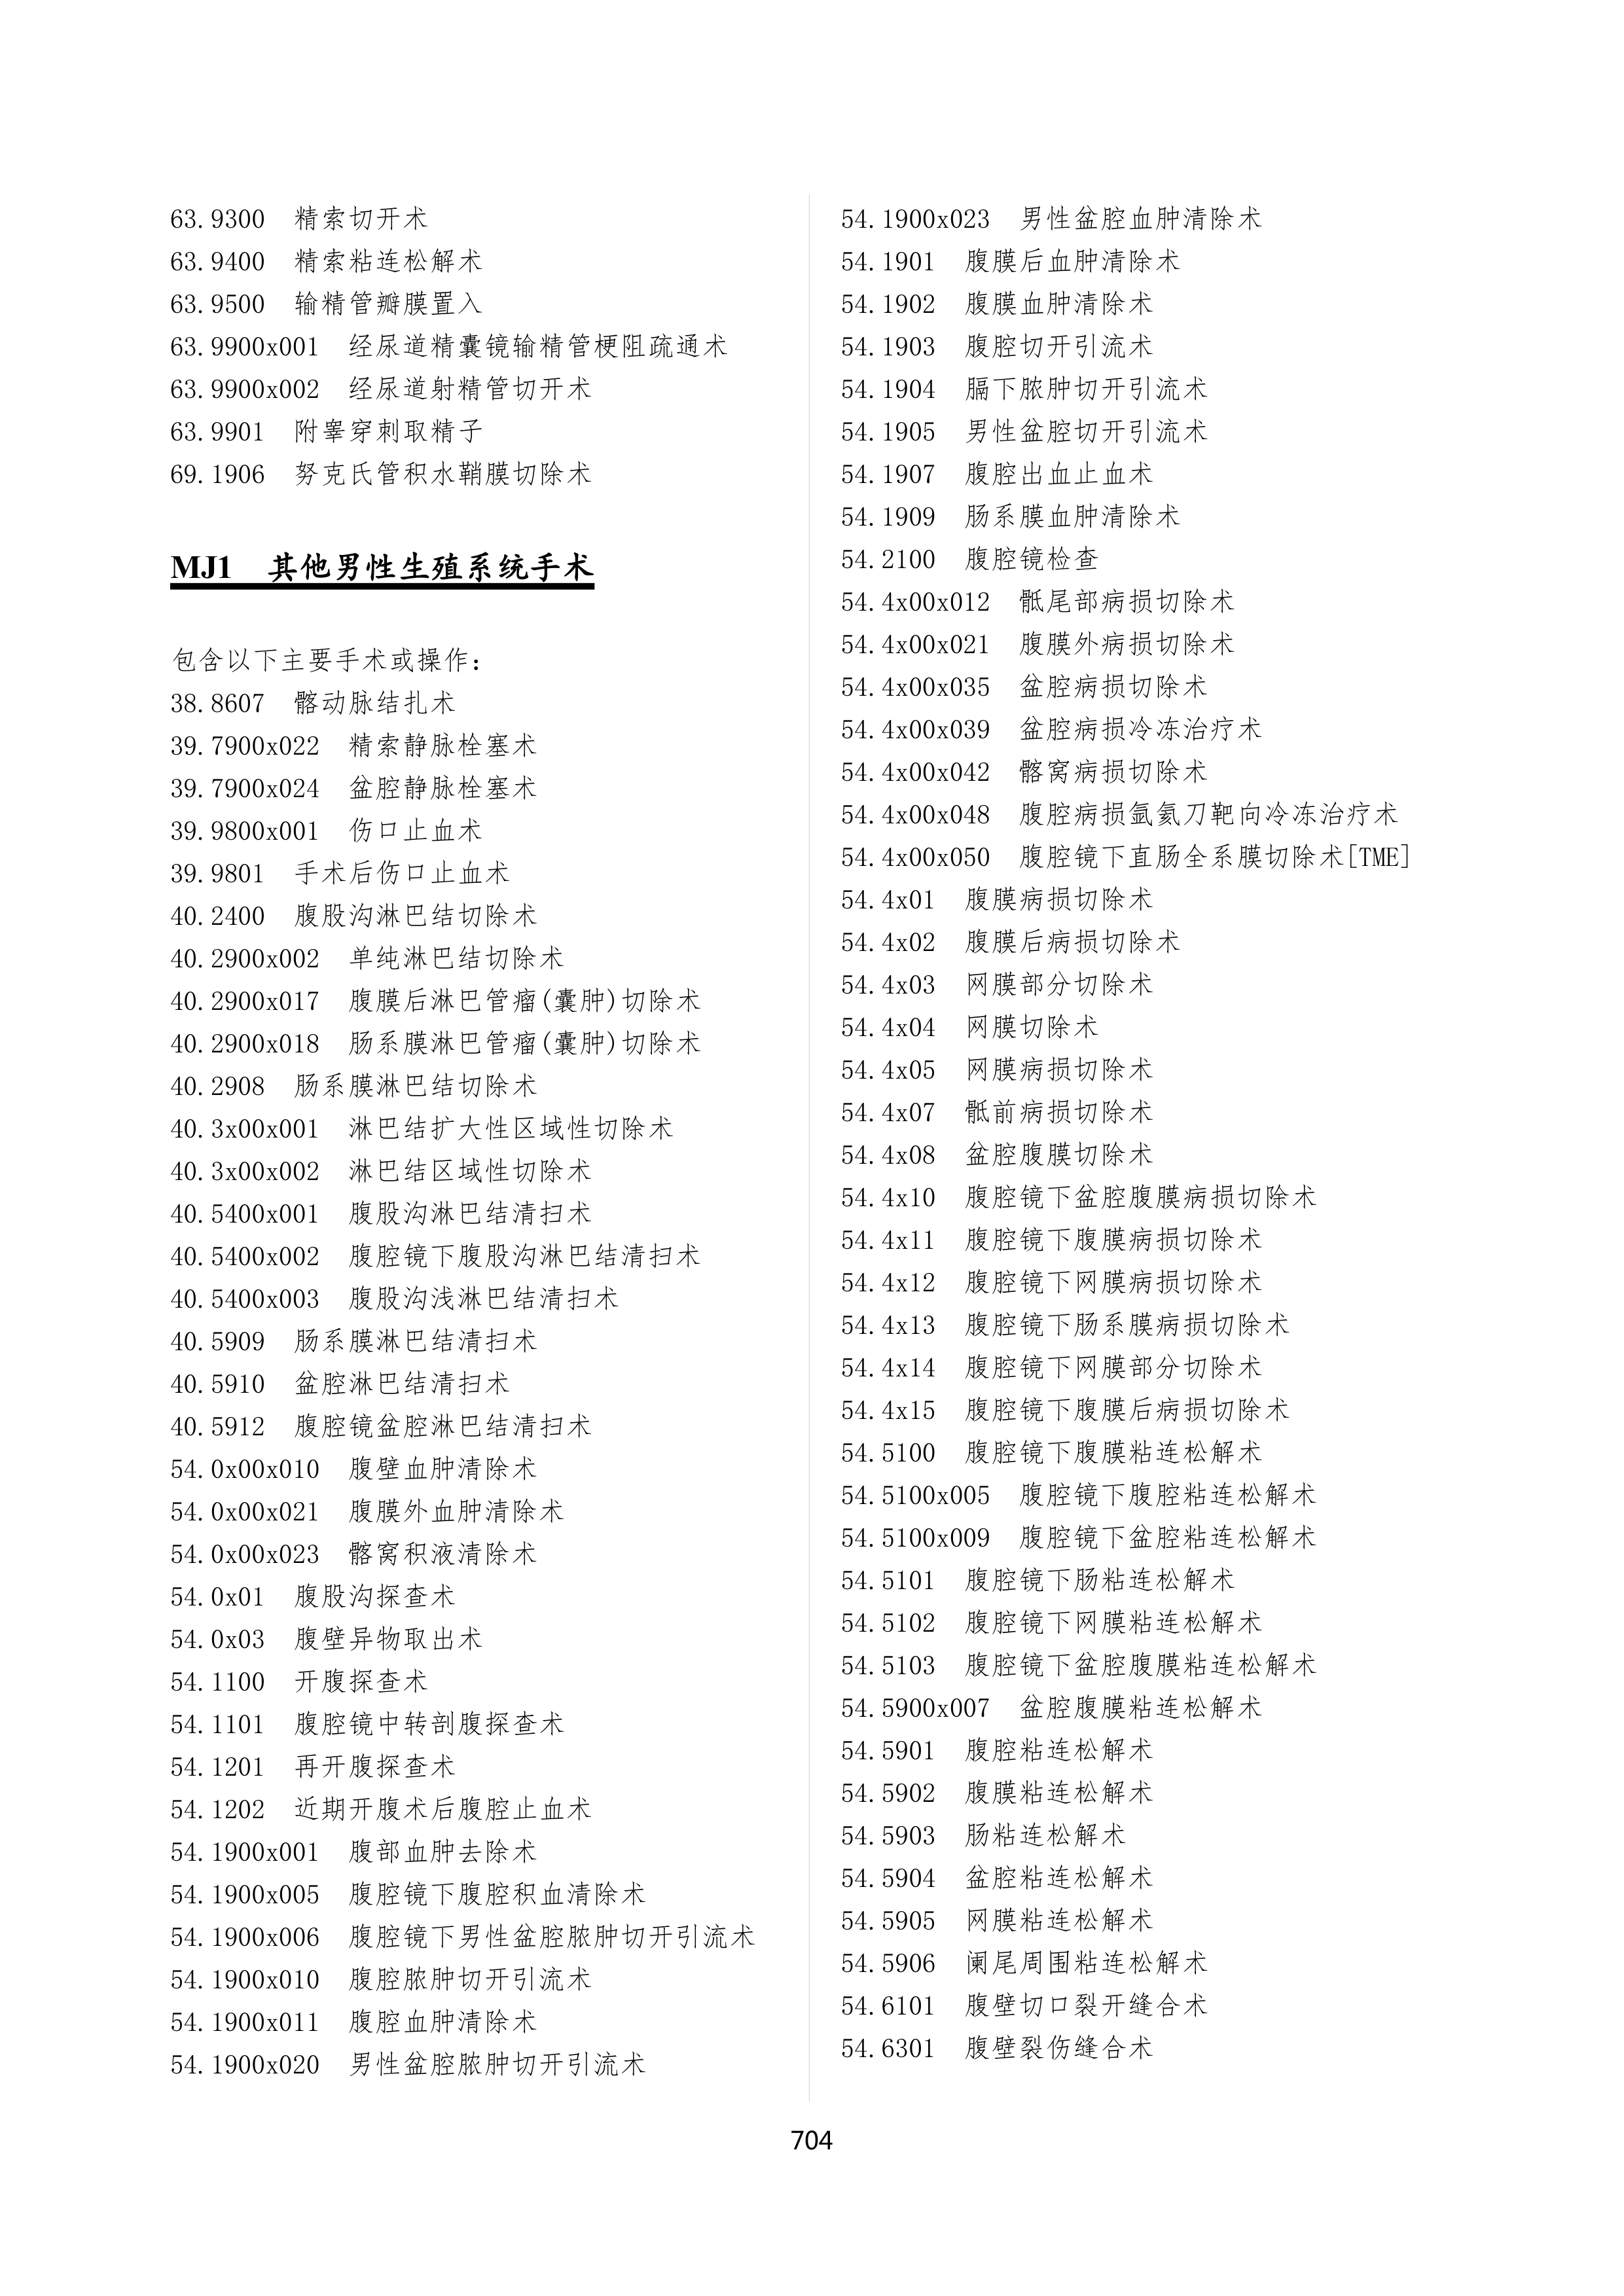 63.9300 精索切开术
63.9400 精索粘连松解术
63.9500 输精管瓣膜置入
63.9900x001 经尿道精囊镜输精管梗阻疏通术
63.9900x002 经尿道射精管切开术
63.9901 附睾穿刺取精子
69.1906 努克氏管积水鞘膜切除术
MJ1 其他男性生殖系统手术
包含以下主要手术或操作：
38.8607 髂动脉结扎术
39.7900x022 精索静脉栓塞术
39.7900x024 盆腔静脉栓塞术
39.9800x001 伤口止血术
39.9801 手术后伤口止血术
40.2400 腹股沟淋巴结切除术
40.2900x002 单纯淋巴结切除术
40.2900x017 腹膜后淋巴管瘤(囊肿)切除术
40.2900x018 肠系膜淋巴管瘤(囊肿)切除术
40.2908 肠系膜淋巴结切除术
40.3x00x001 淋巴结扩大性区域性切除术
40.3x00x002 淋巴结区域性切除术
40.5400x001 腹股沟淋巴结清扫术
40.5400x002 腹腔镜下腹股沟淋巴结清扫术
40.5400x003 腹股沟浅淋巴结清扫术
40.5909 肠系膜淋巴结清扫术
40.5910 盆腔淋巴结清扫术
40.5912 腹腔镜盆腔淋巴结清扫术
54.0x00x010 腹壁血肿清除术
54.0x00x021 腹膜外血肿清除术
54.0x00x023 髂窝积液清除术
54.0x01 腹股沟探查术
54.0x03 腹壁异物取出术
54.1100 开腹探查术
54.1101 腹腔镜中转剖腹探查术
54.1201 再开腹探查术
54.1202 近期开腹术后腹腔止血术
54.1900x001 腹部血肿去除术
54.1900x005 腹腔镜下腹腔积血清除术
54.1900x006 腹腔镜下男性盆腔脓肿切开引流术
54.1900x010 腹腔脓肿切开引流术
54.1900x011 腹腔血肿清除术
54.1900x020 男性盆腔脓肿切开引流术
54.1900x023 男性盆腔血肿清除术
54.1901 腹膜后血肿清除术
54.1902 腹膜血肿清除术
54.1903 腹腔切开引流术
54.1904 膈下脓肿切开引流术
54.1905 男性盆腔切开引流术
54.1907 腹腔出血止血术
54.1909 肠系膜血肿清除术
54.2100 腹腔镜检查
54.4x00x012 骶尾部病损切除术
54.4x00x021 腹膜外病损切除术
54.4x00x035 盆腔病损切除术
54.4x00x039 盆腔病损冷冻治疗术
54.4x00x042 髂窝病损切除术
54.4x00x048 腹腔病损氩氦刀靶向冷冻治疗术
54.4x00x050 腹腔镜下直肠全系膜切除术[TME]
54.4x01 腹膜病损切除术
54.4x02 腹膜后病损切除术
54.4x03 网膜部分切除术
54.4x04 网膜切除术
54.4x05 网膜病损切除术
54.4x07 骶前病损切除术
54.4x08 盆腔腹膜切除术
54.4x10 腹腔镜下盆腔腹膜病损切除术
54.4x11 腹腔镜下腹膜病损切除术
54.4x12 腹腔镜下网膜病损切除术
54.4x13 腹腔镜下肠系膜病损切除术
54.4x14 腹腔镜下网膜部分切除术
54.4x15 腹腔镜下腹膜后病损切除术
54.5100 腹腔镜下腹膜粘连松解术
54.5100x005 腹腔镜下腹腔粘连松解术
54.5100x009 腹腔镜下盆腔粘连松解术
54.5101 腹腔镜下肠粘连松解术
54.5102 腹腔镜下网膜粘连松解术
54.5103 腹腔镜下盆腔腹膜粘连松解术
54.5900x007 盆腔腹膜粘连松解术
54.5901 腹腔粘连松解术
54.5902 腹膜粘连松解术
54.5903 肠粘连松解术
54.5904 盆腔粘连松解术
54.5905 网膜粘连松解术
54.5906 阑尾周围粘连松解术
54.6101 腹壁切口裂开缝合术
54.6301 腹壁裂伤缝合术
704